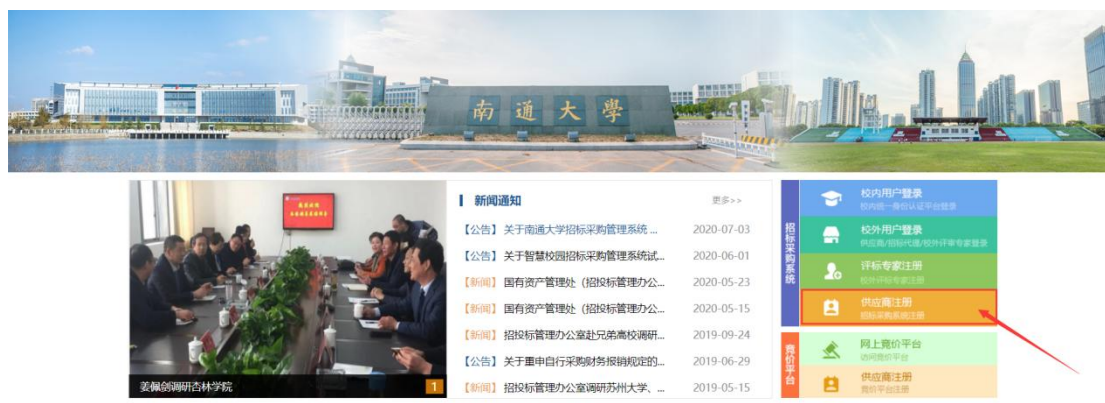 南通大學
新闻通知
更多>>
【公告】关于南通大学招标采购管理系统 ...
2020-07-03
【公告】关于智慧校园招标采购管理系统试...
2020-06-01
【新闻】国有资产管理处（招投标管理办公...
2020-05-23
【新闻】国有资产管理处（招投标管理办公...
2020-05-15
【新闻】招投标管理办公室赴兄弟高校调研...
2019-09-24
【公告】关于重申自行采购财务报销规定的...
2019-06-29
【新闻】招投标管理办公室调研苏州大学、...
2019-05-15
姜佩剑调研杏林学院
1
招标采购系统
校内用户登录
校内统一身份认证平台登录
校外用户登录
供应商/招标代理/校外评审专家登录
评标专家注册
校外评标专家注册
供应商注册
招标采购系统注册
竞价平台
网上竞价平台
访问竞价平台
供应商注册
竞价平台注册